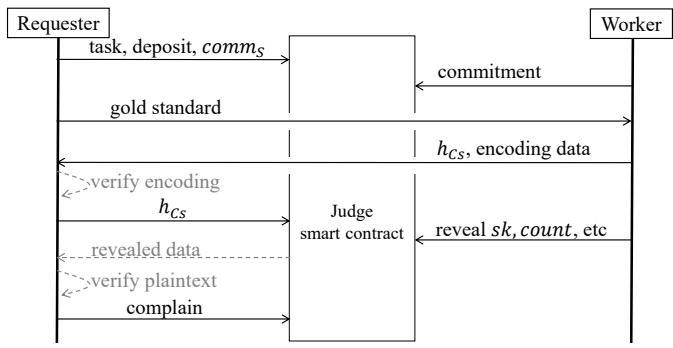 Requester
Worker
task, deposit, comm_S
commitment
gold standard
h_Cs, encoding data
verify encoding
h_Cs
Judge
smart contract
reveal sk, count, etc
revealed data
verify plaintext
complain